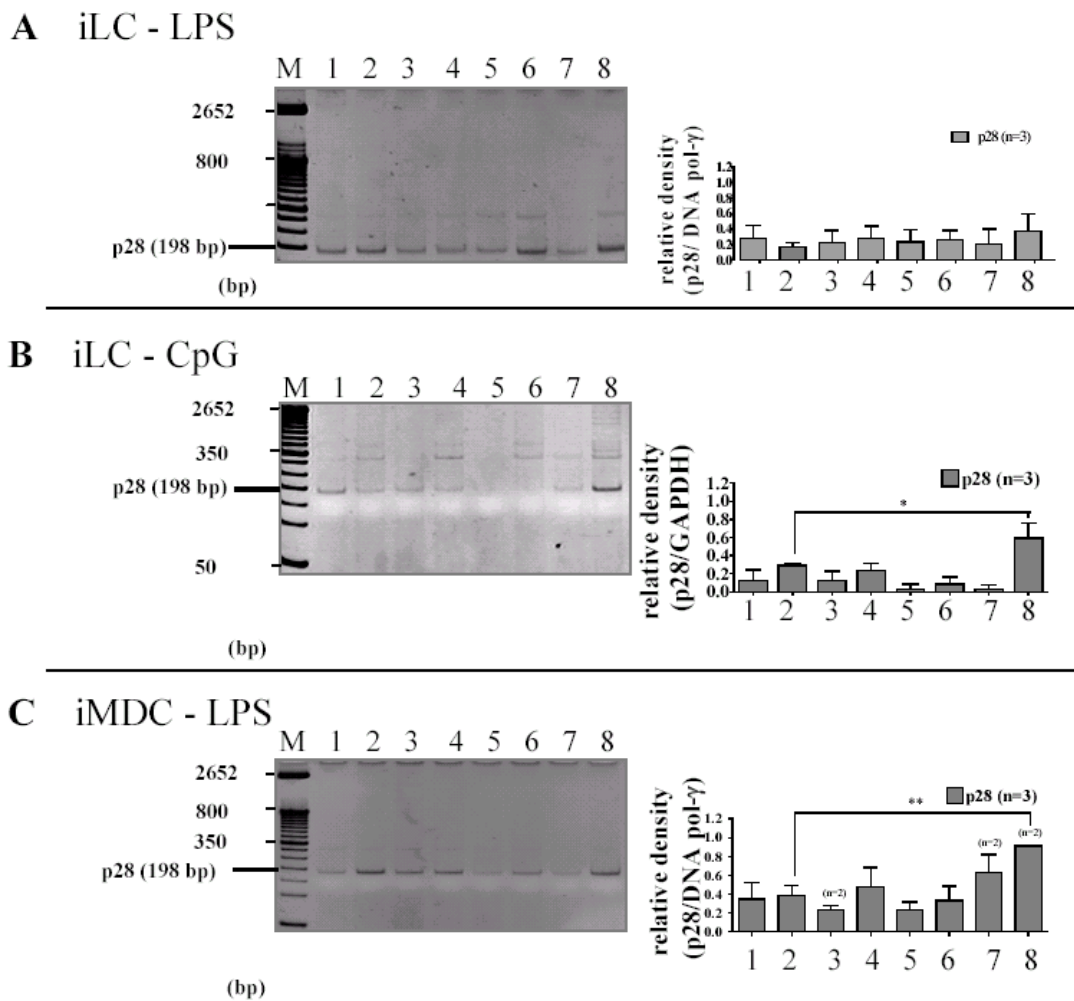 A iLC - LPS
M 1 2 3 4 5 6 7 8
2652
800
p28 (198 bp)
(bp)
relative density
(p28/ DNA pol-γ)
p28 (n=3)
1.2
1.0
0.8
0.6
0.4
0.2
0.0
1 2 3 4 5 6 7 8
B iLC - CpG
M 1 2 3 4 5 6 7 8
2652
350
p28 (198 bp)
50
(bp)
relative density
(p28/GAPDH)
p28 (n=3)
*
1.2
1.0
0.8
0.6
0.4
0.2
0.0
1 2 3 4 5 6 7 8
C iMDC - LPS
M 1 2 3 4 5 6 7 8
2652
800
350
p28 (198 bp)
(bp)
relative density
(p28/DNA pol-γ)
p28 (n=3)
**
(n=2) (n=2) (n=2)
1.2
1.0
0.8
0.6
0.4
0.2
0.0
1 2 3 4 5 6 7 8